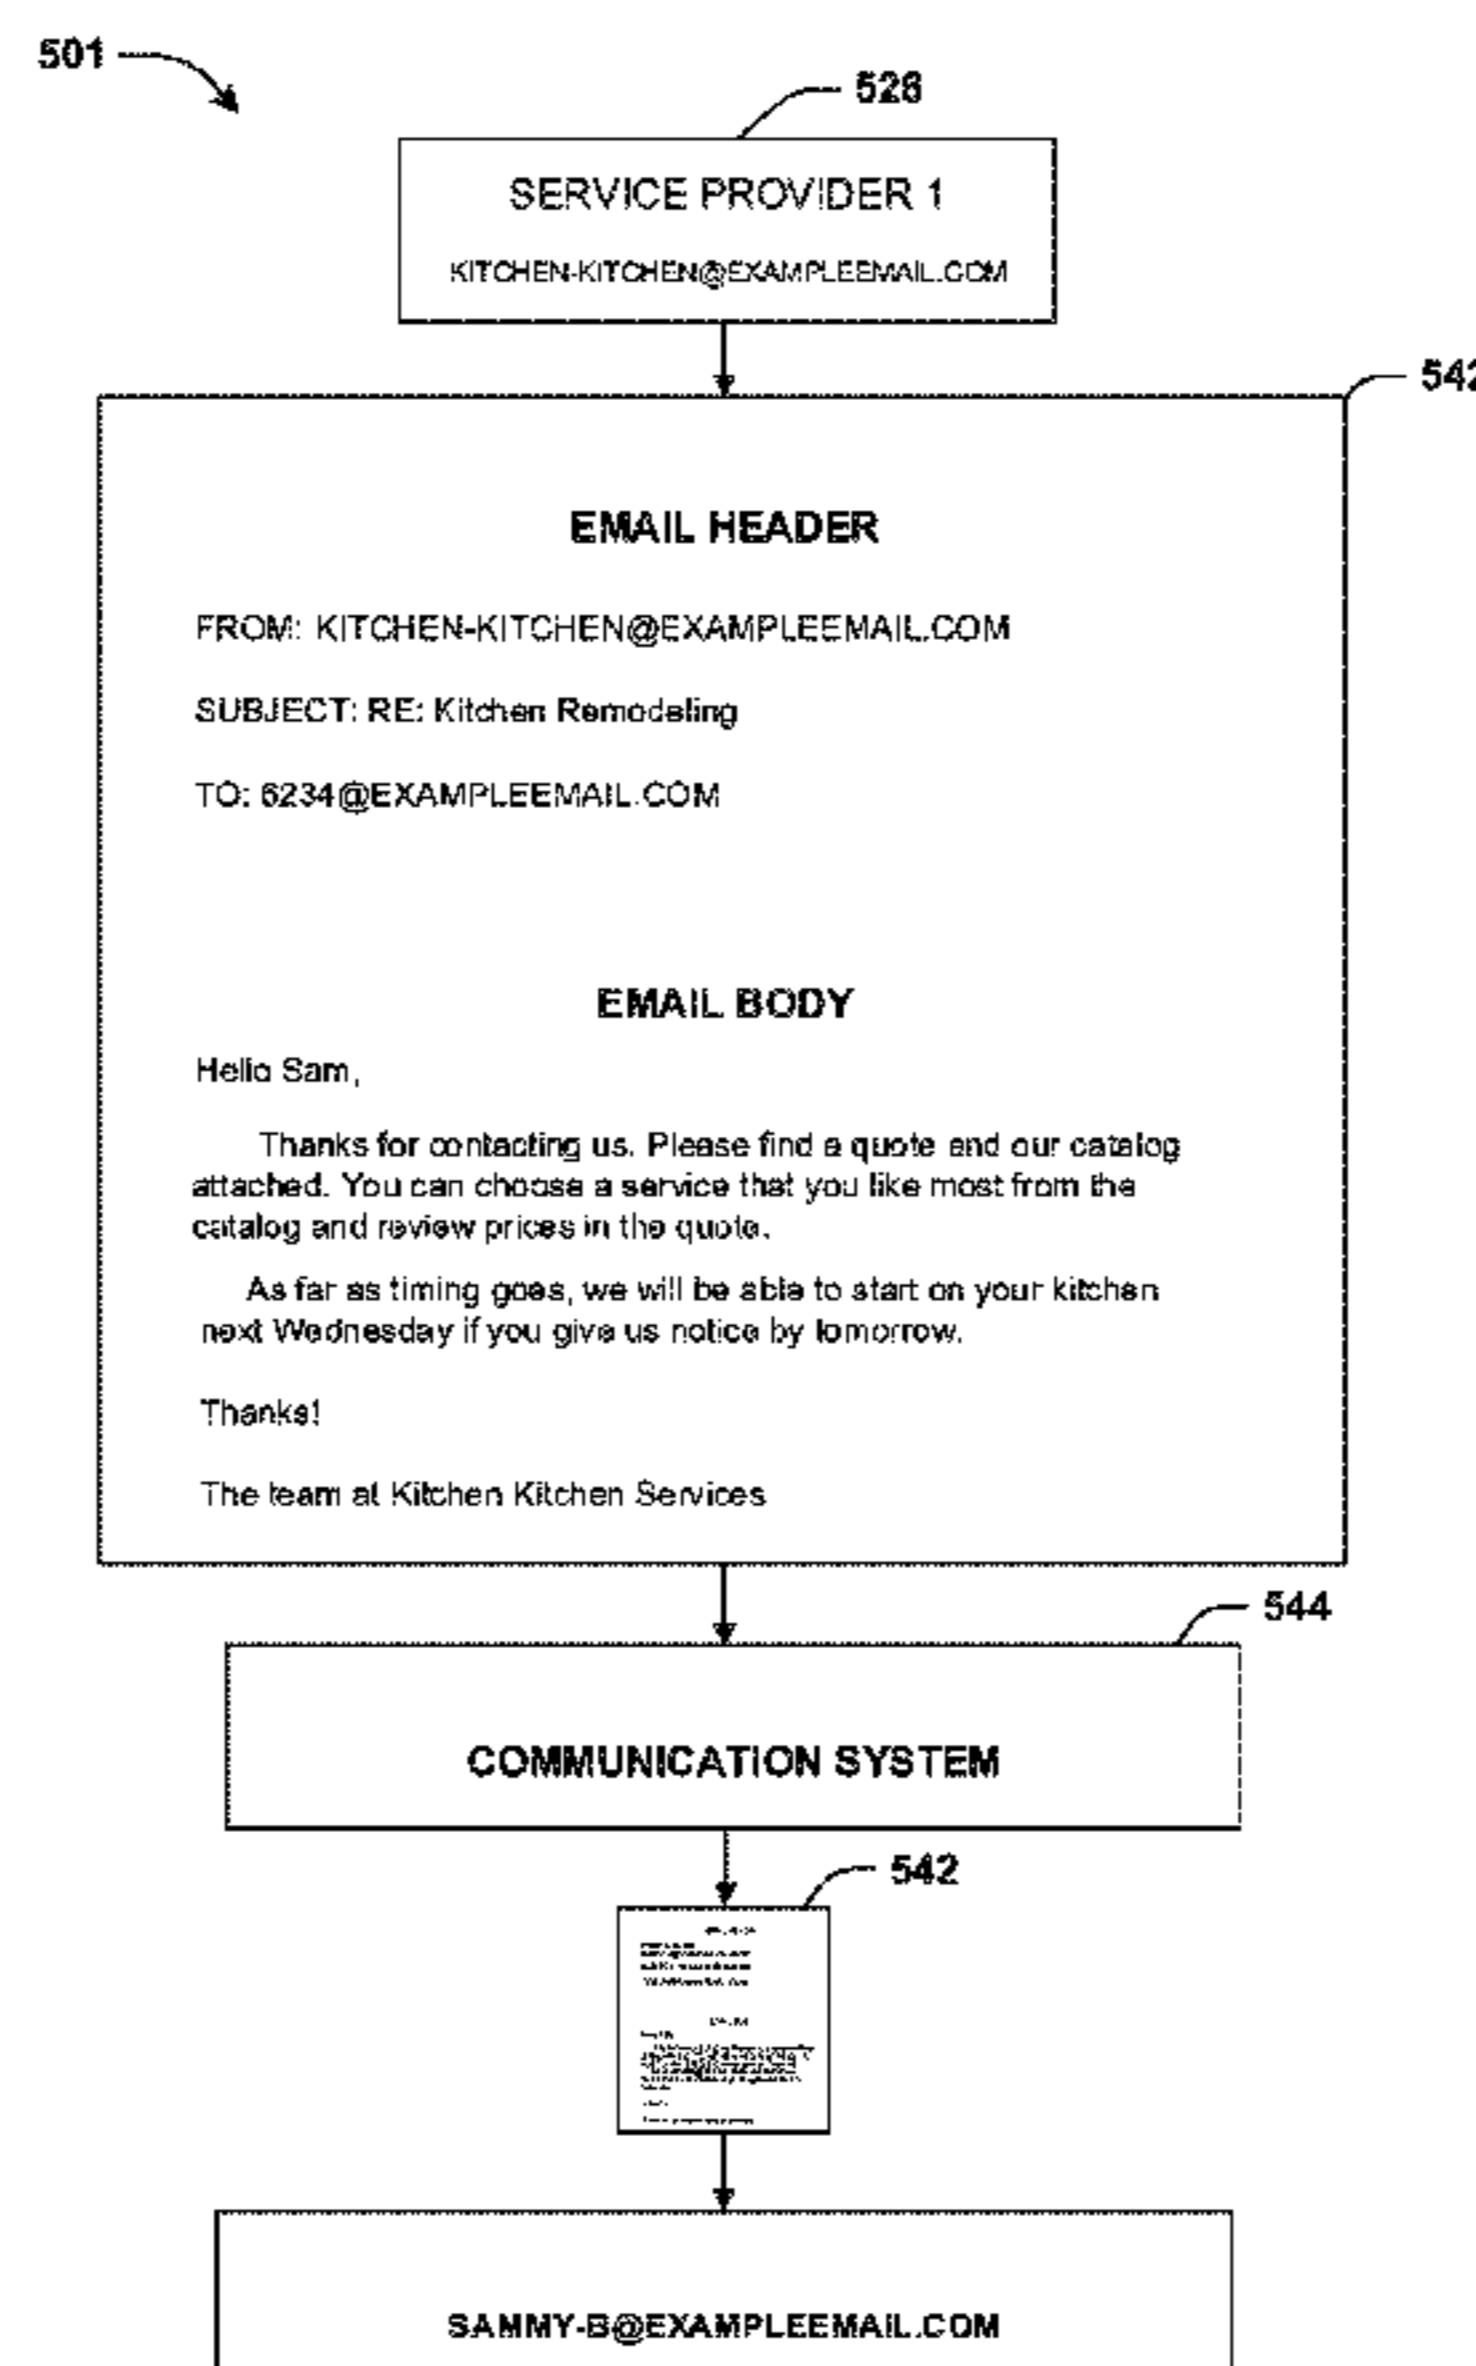 501
526
SERVICE PROVIDER 1
KITCHEN-KITCHEN@EXAMPLEEMAIL.COM
542
EMAIL HEADER
FROM: KITCHEN-KITCHEN@EXAMPLEEMAIL.COM
SUBJECT: RE: Kitchen Remodeling
TO: 6234@EXAMPLEEMAIL.COM
EMAIL BODY
Hello Sam,
Thanks for contacting us. Please find a quote and our catalog
attached. You can choose a service that you like most from the
catalog and review prices in the quote.
As far as timing goes, we will be able to start on your kitchen
next Wednesday if you give us notice by tomorrow.
Thanks!
The team at Kitchen Kitchen Services
544
COMMUNICATION SYSTEM
542
SAMMY-B@EXAMPLEEMAIL.COM